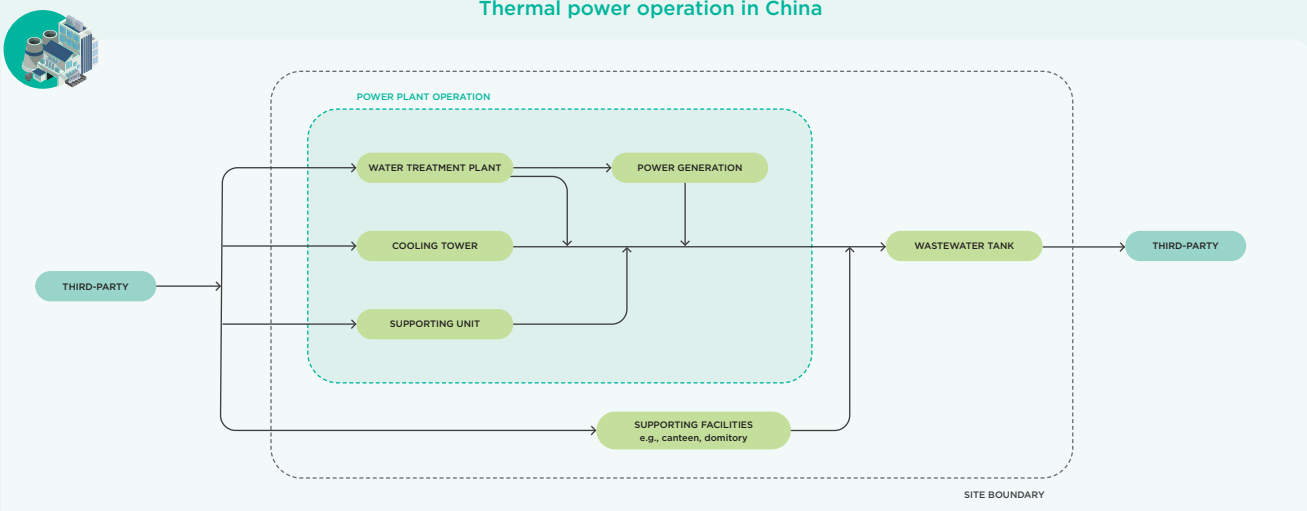 Thermal power operation in China
POWER PLANT OPERATION
WATER TREATMENT PLANT
POWER GENERATION
COOLING TOWER
WASTEWATER TANK
THIRD-PARTY
THIRD-PARTY
SUPPORTING UNIT
SUPPORTING FACILITIES
e.g., canteen, domitory
SITE BOUNDARY